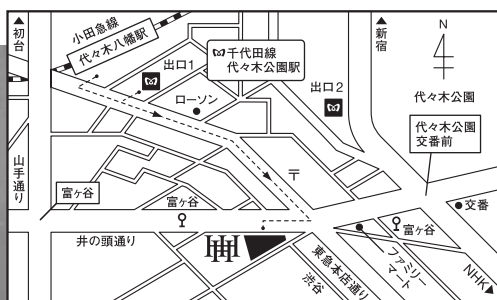 ▲初台
小田急線
代々木八幡駅
出口1
千代田線
代々木公園駅
出口2
▲新宿
N
代々木公園
代々木公園
交番前
ローソン
山手通り
富ヶ谷
富ヶ谷
〒
交番
富ヶ谷
井の頭通り
ファミリー
マート
東急本店通り
渋谷
NHK▲